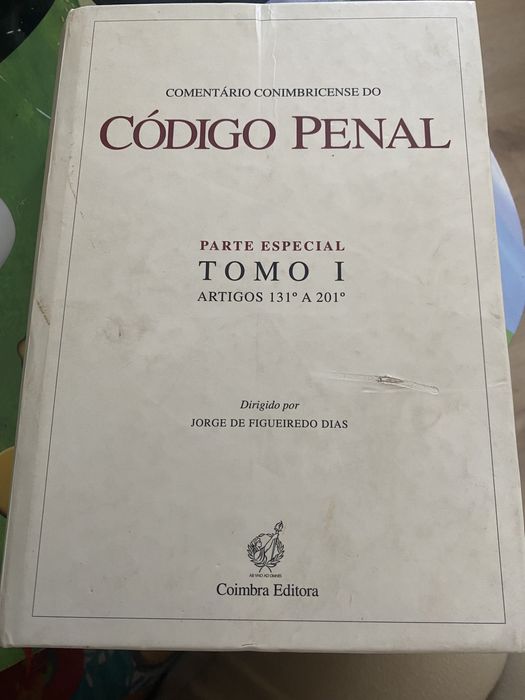 COMENTÁRIO CONIMBRICENSE DO
CÓDIGO PENAL
PARTE ESPECIAL
TOMO I
ARTIGOS 131º A 201º
Dirigido por
JORGE DE FIGUEIREDO DIAS
Coimbra Editora